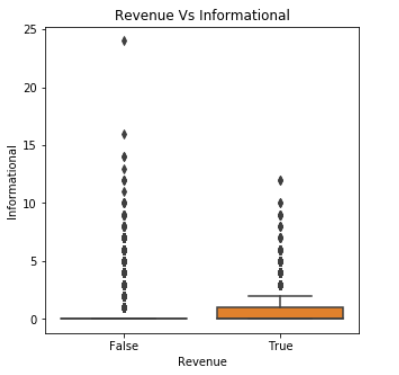 Revenue Vs Informational
25
20
15
10
5
0
Informational
False
True
Revenue